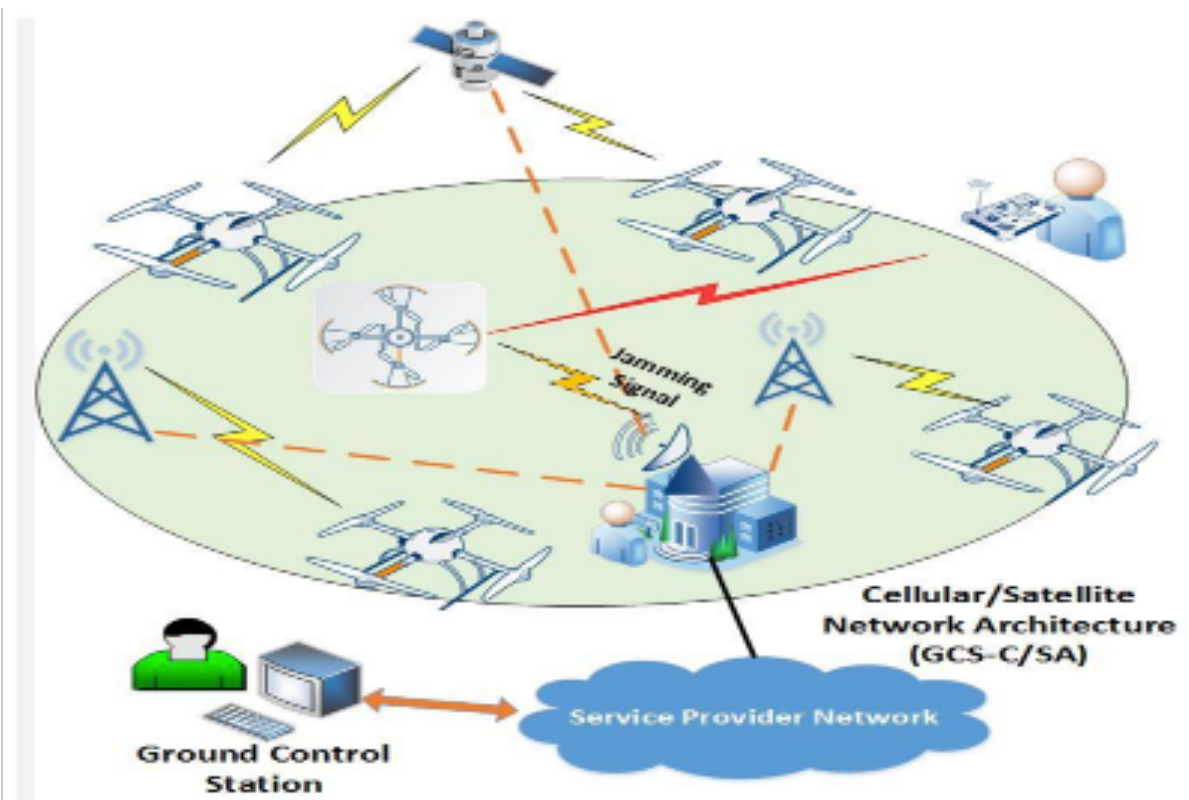 Jamming
Signal
Cellular/Satellite
Network Architecture
(GCS-C/SA)
Service Provider Network
Ground Control
Station